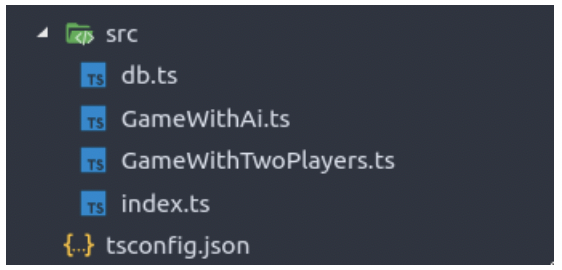 src
TS db.ts
TS GameWithAi.ts
TS GameWithTwoPlayers.ts
TS index.ts
{..} tsconfig.json